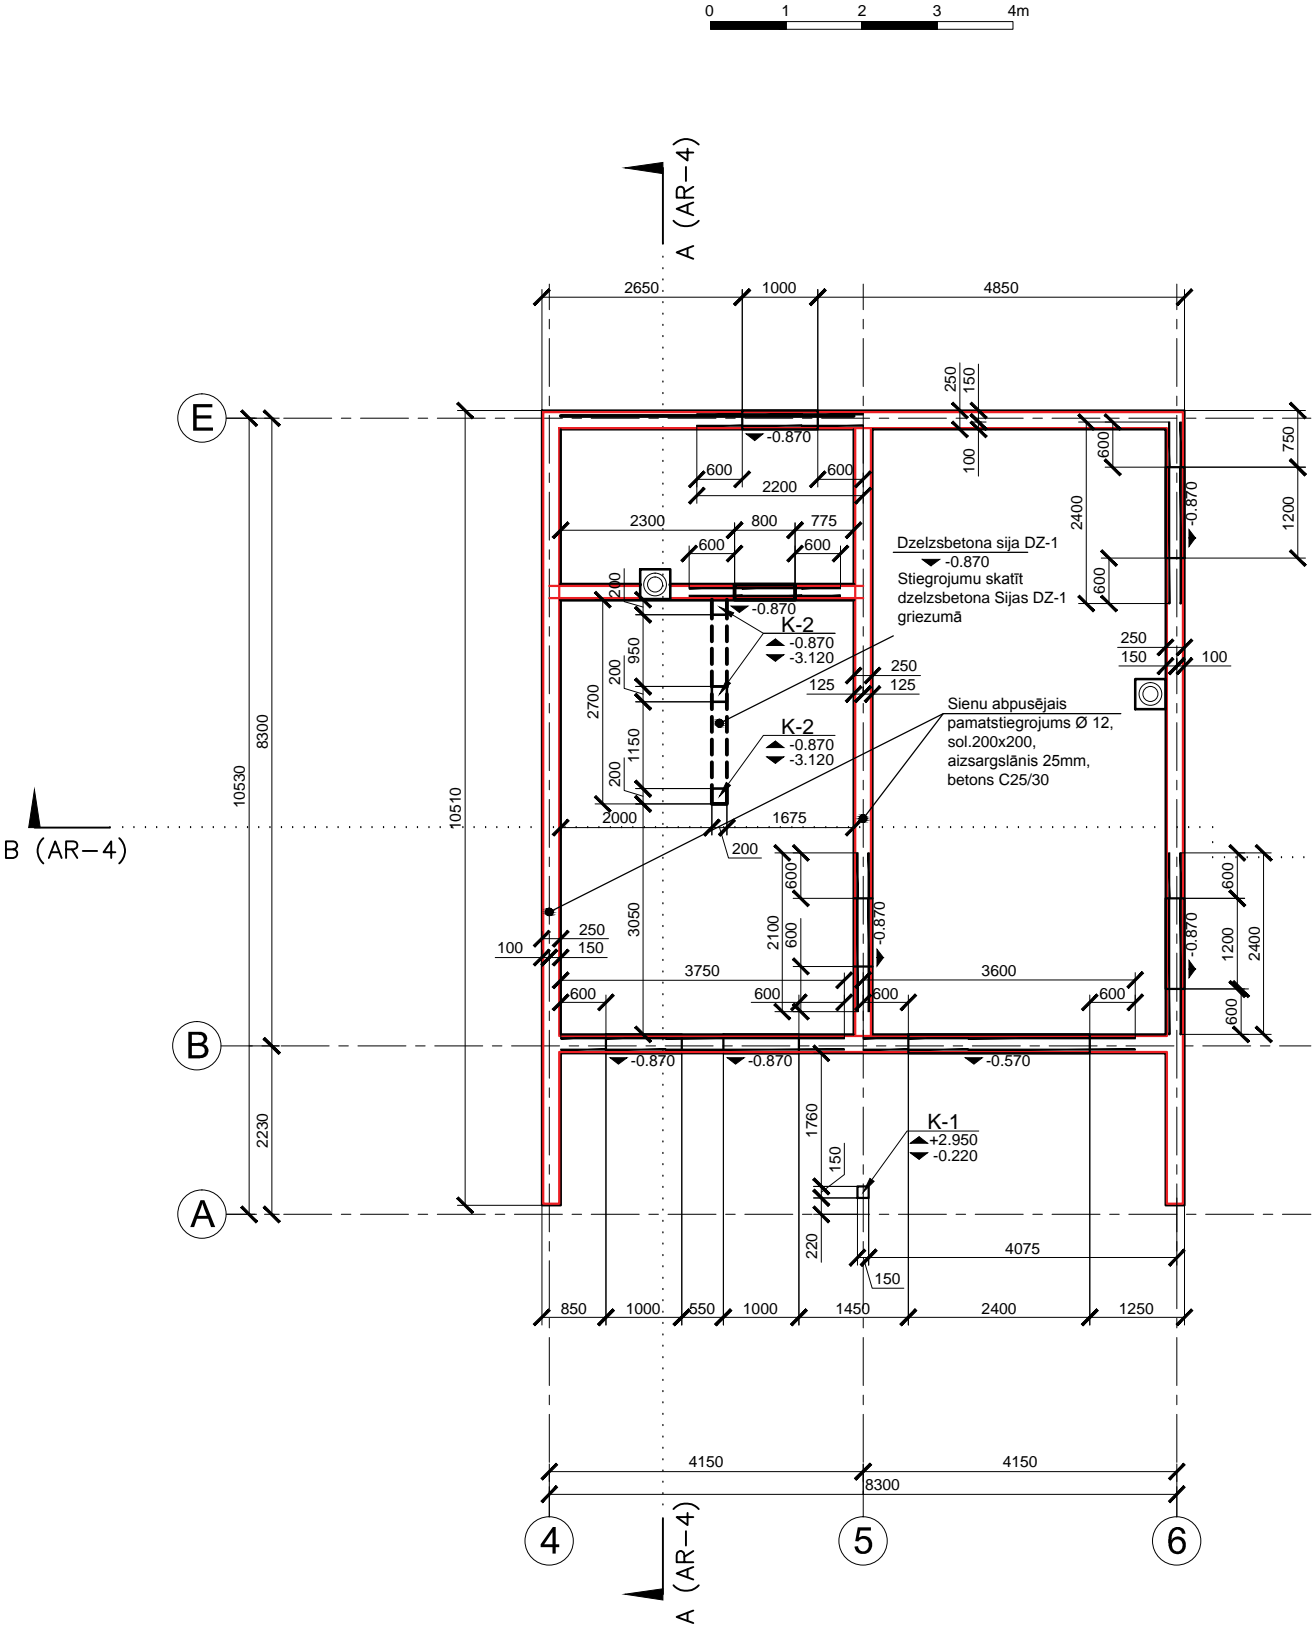 0 1 2 3 4m
A (AR-4)
2650 1000 4850
250
150
E
-0.870
100
600
750
600 600
2200
2400
-0.870
1200
2300 800 775
600 600
Dzelzsbetona sija DZ-1
-0.870
Stiegrojumu skatīt
dzelzsbetona Sijas DZ-1
griezumā
600
200
-0.870
K-2
-0.870
-3.120
950
200
2700
250
125 125
250
150 100
8300
10530
10510
1150
K-2
-0.870
-3.120
200
Sienu abpusējais
pamatstiegrojums Ø 12,
sol.200x200,
aizsargslānis 25mm,
betons C25/30
B (AR-4)
2000 1675
200
600
2100
600
-0.870
600
1200
2400
-0.870
600
3050
250
100 150
3750 3600
600 600 600 600
B
-0.870 -0.870 -0.570
2230
1760
150
K-1
+2.950
-0.220
A
220
4075
150
850 1000 550 1000 1450 2400 1250
4150 4150
8300
4 5 6
A (AR-4)